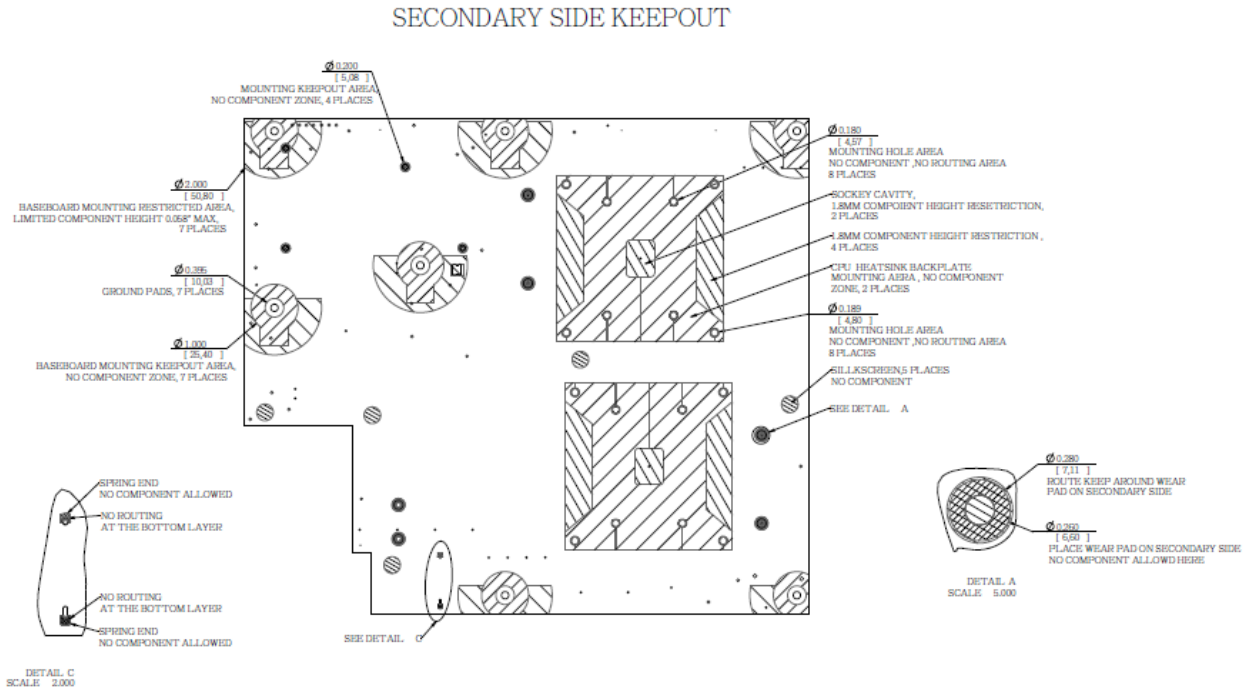 SECONDARY SIDE KEEPOUT
Ø 0.200
[ 5,08 ]
MOUNTING KEEPOUT AREA,
NO COMPONENT ZONE, 4 PLACES
Ø 2.000
[ 50,80 ]
BASEBOARD MOUNTING RESTRICTED AREA,
LIMITED COMPONENT HEIGHT 0.058" MAX,
7 PLACES
Ø 0.395
[ 10,03 ]
GROUND PADS, 7 PLACES
Ø 1.000
[ 25,40 ]
BASEBOARD MOUNTING KEEPOUT AREA,
NO COMPONENT ZONE, 7 PLACES
Ø 0.180
[ 4,57 ]
MOUNTING HOLE AREA
NO COMPONENT ,NO ROUTING AREA
8 PLACES
SOCKEY CAVITY,
1.8MM COMPOIENT HEIGHT RESETRICTION,
2 PLACES
1.8MM COMPONENT HEIGHT RESTRICTION ,
4 PLACES
CPU HEATSINK BACKPLATE
MOUNTING AERA , NO COMPONENT
ZONE, 2 PLACES
Ø 0.189
[ 4,80 ]
MOUNTING HOLE AREA
NO COMPONENT ,NO ROUTING AREA
8 PLACES
SILLKSCREEN,5 PLACES
NO COMPONENT
SEE DETAIL A
SPRING END
NO COMPONENT ALLOWED
NO ROUTING
AT THE BOTTOM LAYER
NO ROUTING
AT THE BOTTOM LAYER
SPRING END
NO COMPONENT ALLOWED
DETAIL C
SCALE 2.000
SEE DETAIL C
Ø 0.280
[ 7,11 ]
ROUTE KEEP AROUND WEAR
PAD ON SECONDARY SIDE
Ø 0.260
[ 6,60 ]
PLACE WEAR PAD ON SECONDARY SIDE
NO COMPONENT ALLOWD HERE
DETAIL A
SCALE 5.000